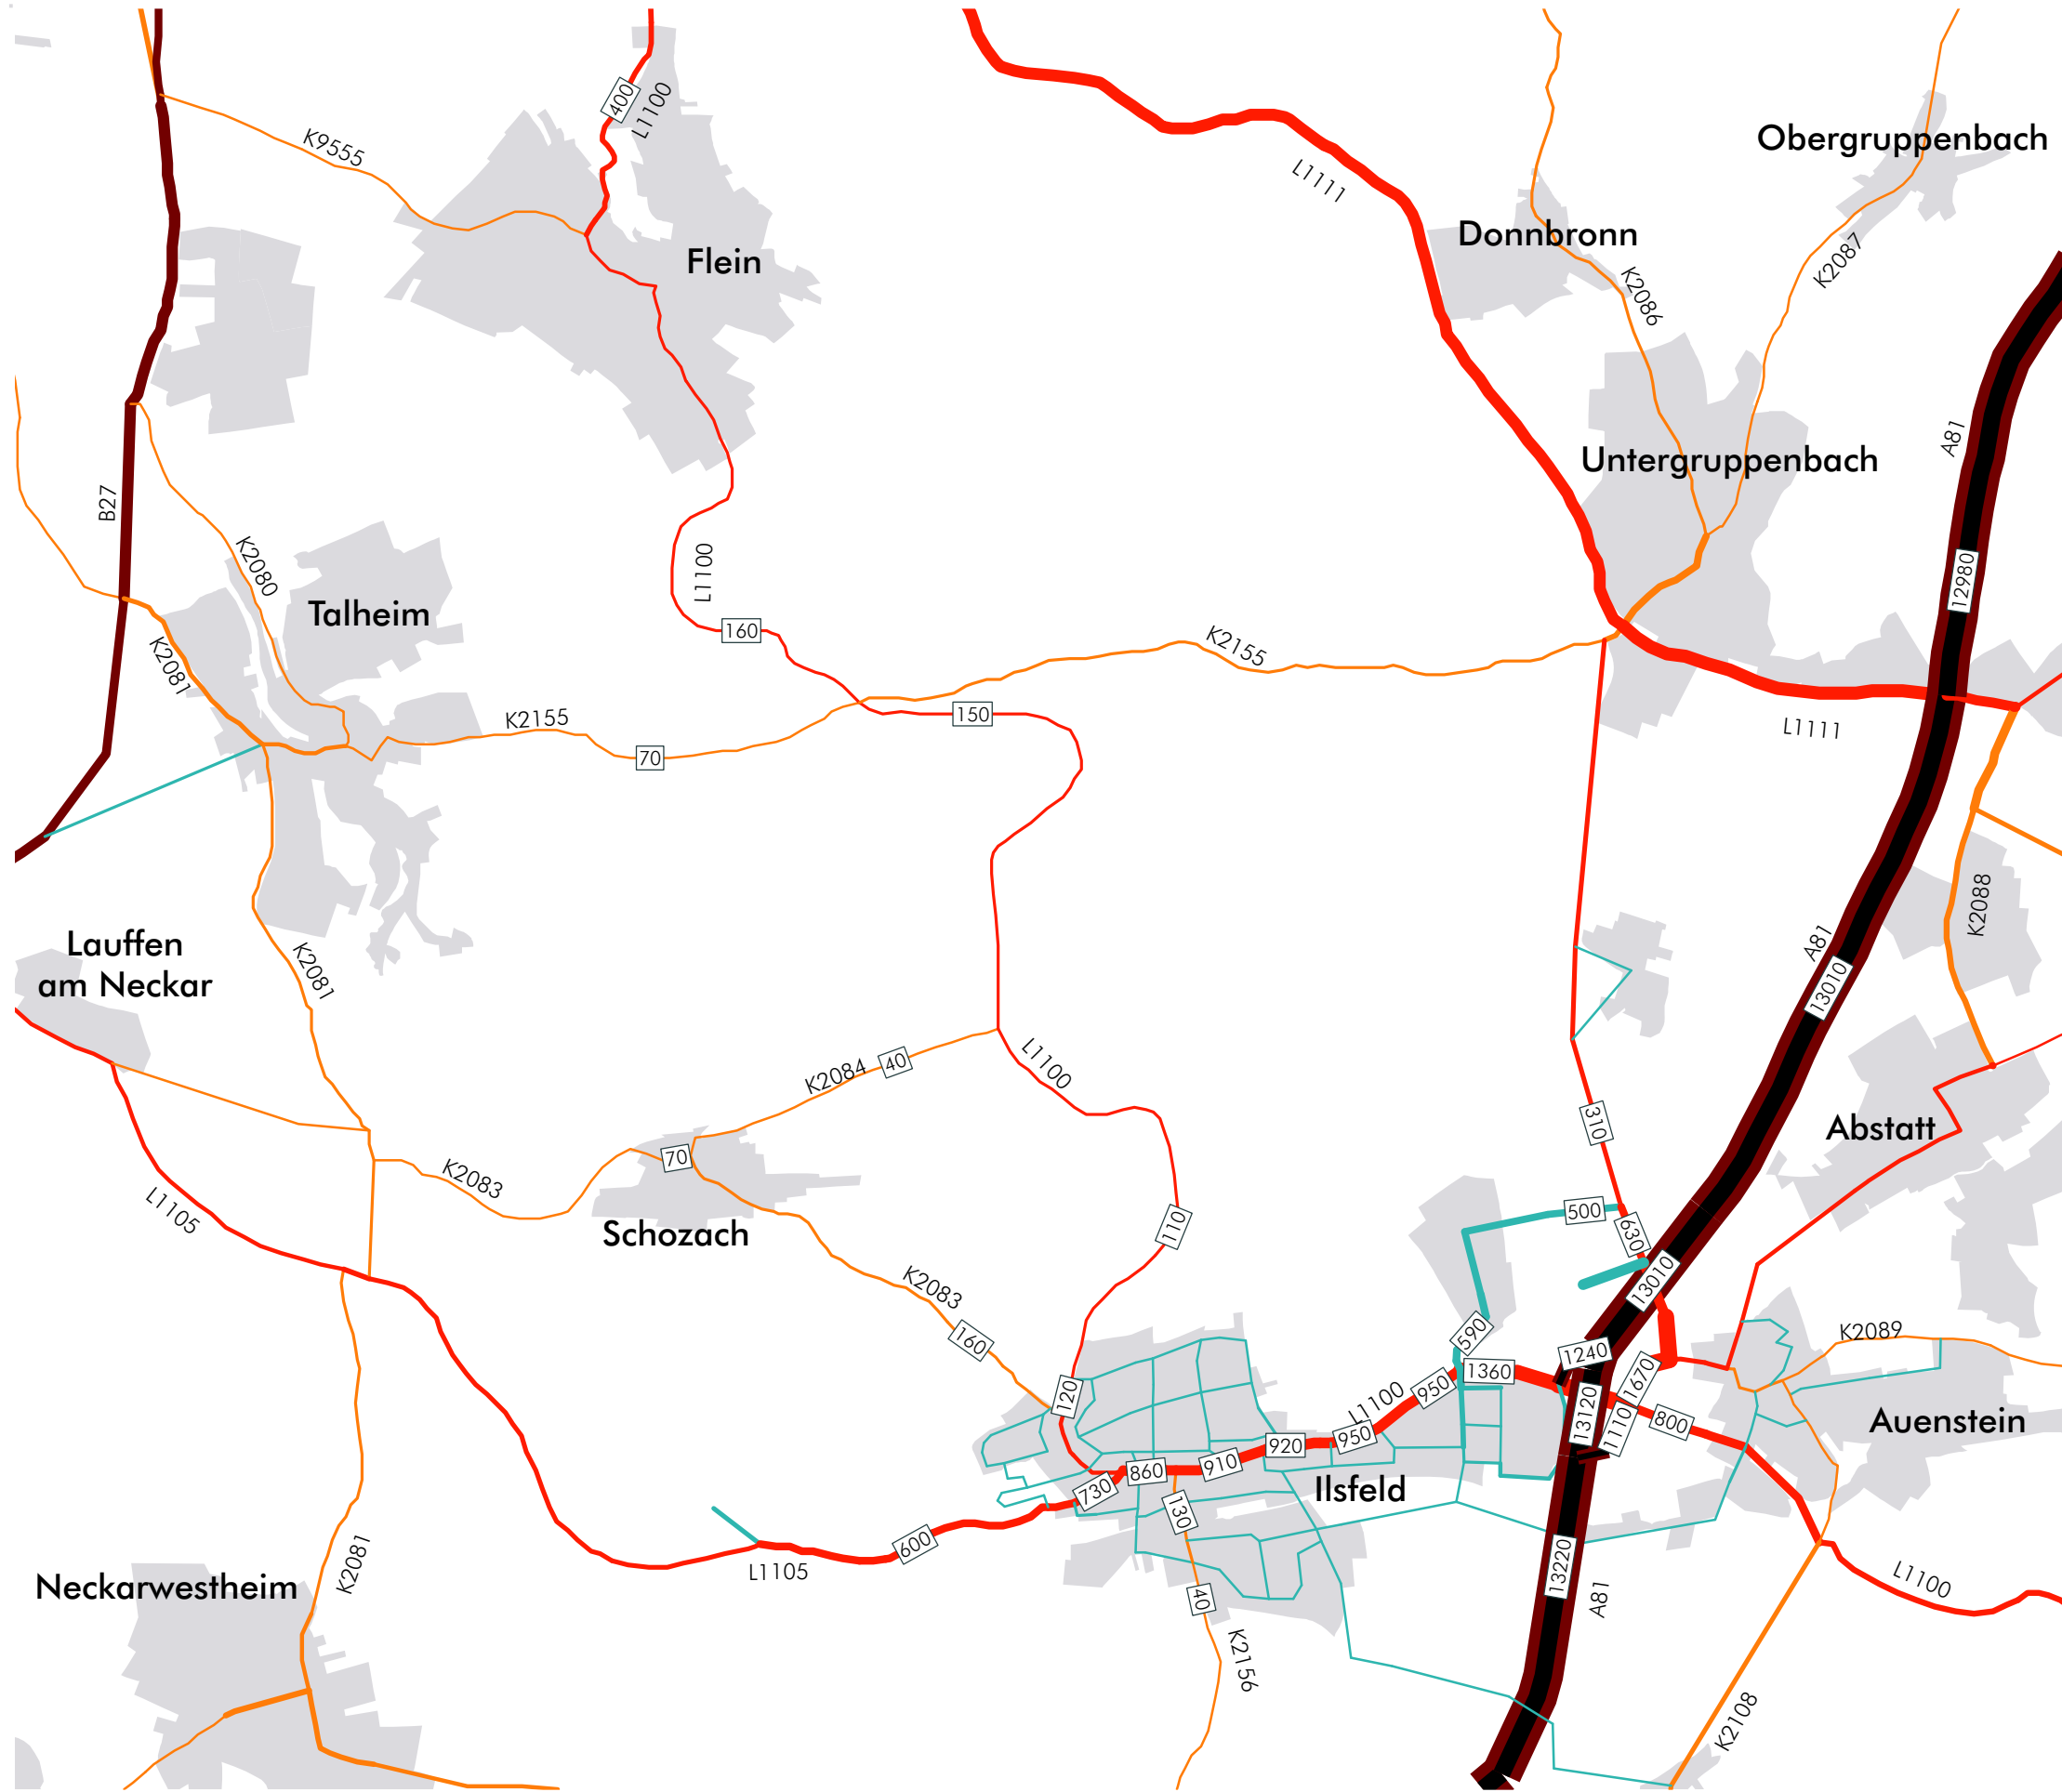 400
L1100
K9555
Obergruppenbach
L1111
Donnbronn
Flein
K2087
K2086
A81
Untergruppenbach
B27
K2080
L1100
12980
Talheim
160
K2155
K2081
K2155
150
L1111
70
K2088
Lauffen
am Neckar
A81
K2081
13010
L1100
40
K2084
310
Abstatt
70
K2083
L1105
500
110
Schozach
630
13010
K2083
590
K2089
160
1240
1360
1670
950
120
L1100
13120
1110
800
Auenstein
950
920
910
860
Ilsfeld
730
130
600
L1105
13220
K2081
L1100
Neckarwestheim
40
A81
K2156
K2108